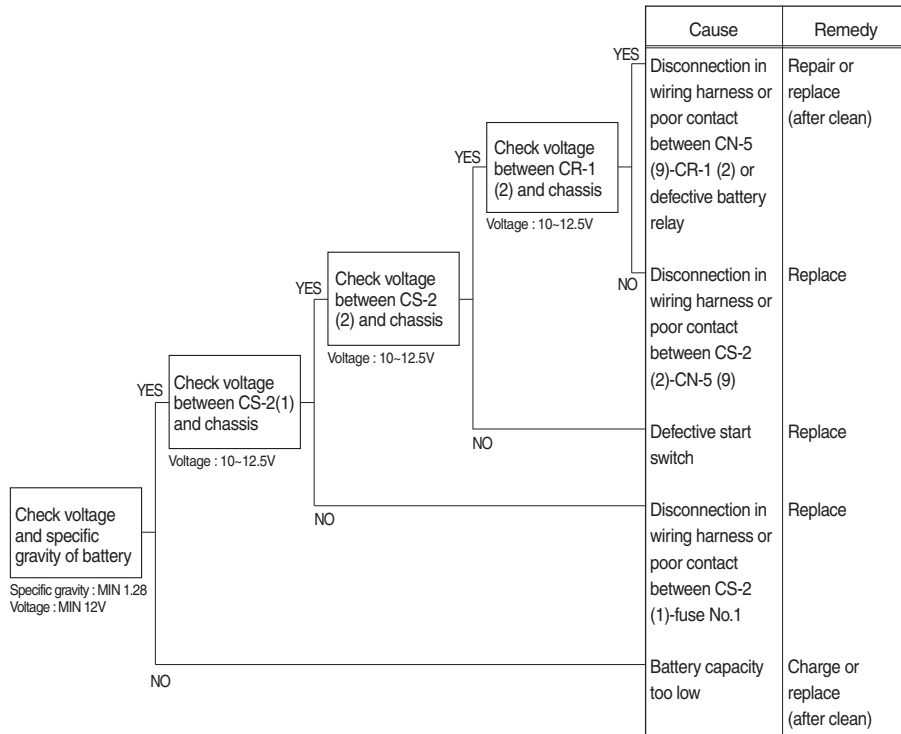 Cause
Remedy
YES
Disconnection in
wiring harness or
poor contact
between CN-5
(9)-CR-1 (2) or
defective battery
relay
Repair or
replace
(after clean)
YES
Check voltage
between CR-1
(2) and chassis
Voltage : 10~12.5V
NO
Disconnection in
wiring harness or
poor contact
between CS-2
(2)-CN-5 (9)
Replace
YES
Check voltage
between CS-2
(2) and chassis
Voltage : 10~12.5V
NO
Defective start
switch
Replace
YES
Check voltage
between CS-2(1)
and chassis
Voltage : 10~12.5V
NO
Disconnection in
wiring harness or
poor contact
between CS-2
(1)-fuse No.1
Replace
Check voltage
and specific
gravity of battery
Specific gravity : MIN 1.28
Voltage : MIN 12V
NO
Battery capacity
too low
Charge or
replace
(after clean)